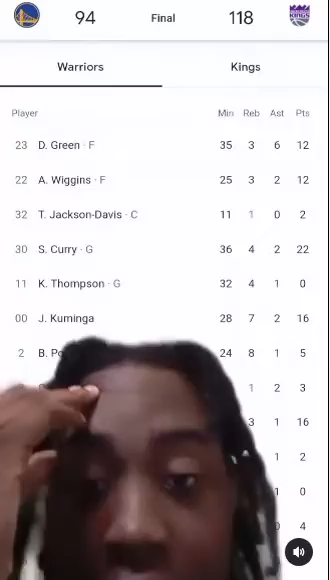 94 Final 118 KINGS
Warriors Kings
Player Min Reb Ast Pts
23 D. Green · F 35 3 6 12
22 A. Wiggins · F 25 3 2 12
32 T. Jackson-Davis · C 11 1 0 2
30 S. Curry · G 36 4 2 22
11 K. Thompson · G 32 4 1 0
00 J. Kuminga 28 7 2 16
2 B. Po 24 8 1 5
1 2 3
3 1 16
1 2
1 0
4